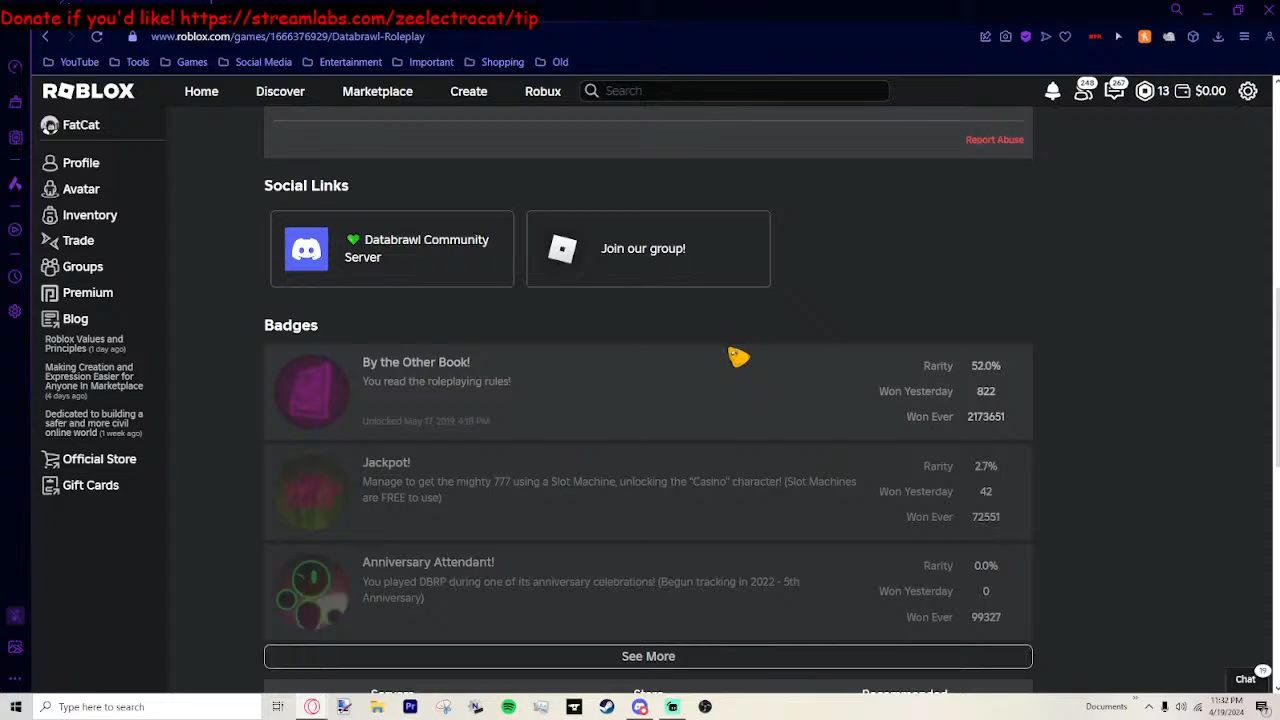 Donate if you'd like! https://streamlabs.com/zeelectrocat/tip
www.roblox.com/games/1666376929/Databrawl-Roleplay
YouTube Tools Games Social Media Entertainment Important Shopping Old
ROBLOX Home Discover Marketplace Create Robux Search 248 267 13 $0.00
FatCat
Profile
Avatar
Inventory
Trade
Groups
Premium
Blog
Roblox Values and
Principles (1 day ago)
Making Creation and
Expression Easier for
Anyone In Marketplace
(4 days ago)
Dedicated to building a
safer and more civil
online world (1 week ago)
Official Store
Gift Cards
Report Abuse
Social Links
💚 Databrawl Community
Server
Join our group!
Badges
By the Other Book!
You read the roleplaying rules!
Unlocked May 17, 2019, 4:18 PM
Rarity 52.0%
Won Yesterday 822
Won Ever 2173651
Jackpot!
Manage to get the mighty 777 using a Slot Machine, unlocking the "Casino" character! (Slot Machines
are FREE to use)
Rarity 2.7%
Won Yesterday 42
Won Ever 72551
Anniversary Attendant!
You played DBRP during one of its anniversary celebrations! (Begun tracking in 2022 - 5th
Anniversary)
Rarity 0.0%
Won Yesterday 0
Won Ever 99327
See More
Servers Store Recommended
Chat 19
Type here to search
Documents
11:32 PM
4/19/2024